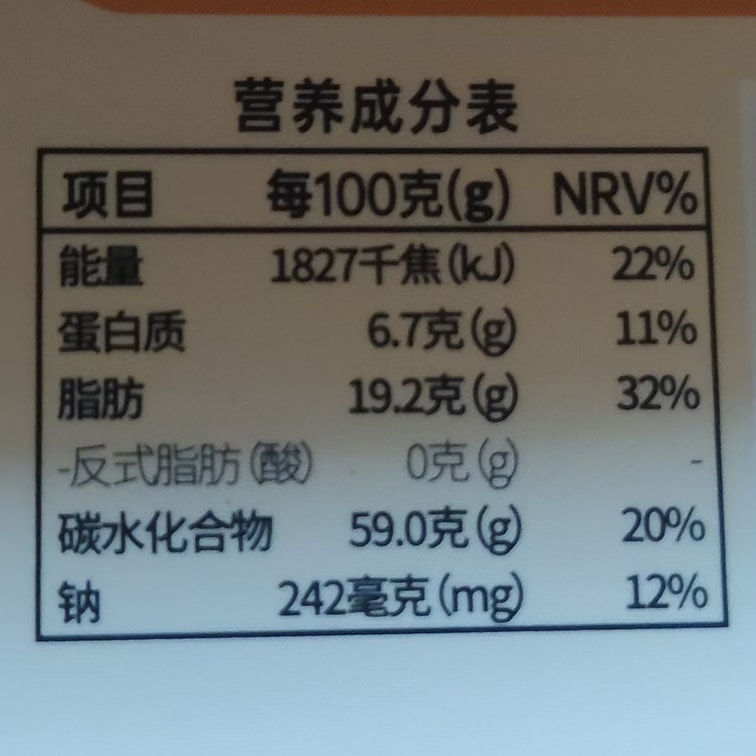 营养成分表
项目 每100克(g) NRV%
能量 1827千焦(kJ) 22%
蛋白质 6.7克(g) 11%
脂肪 19.2克(g) 32%
-反式脂肪(酸) 0克(g) -
碳水化合物 59.0克(g) 20%
钠 242毫克(mg) 12%